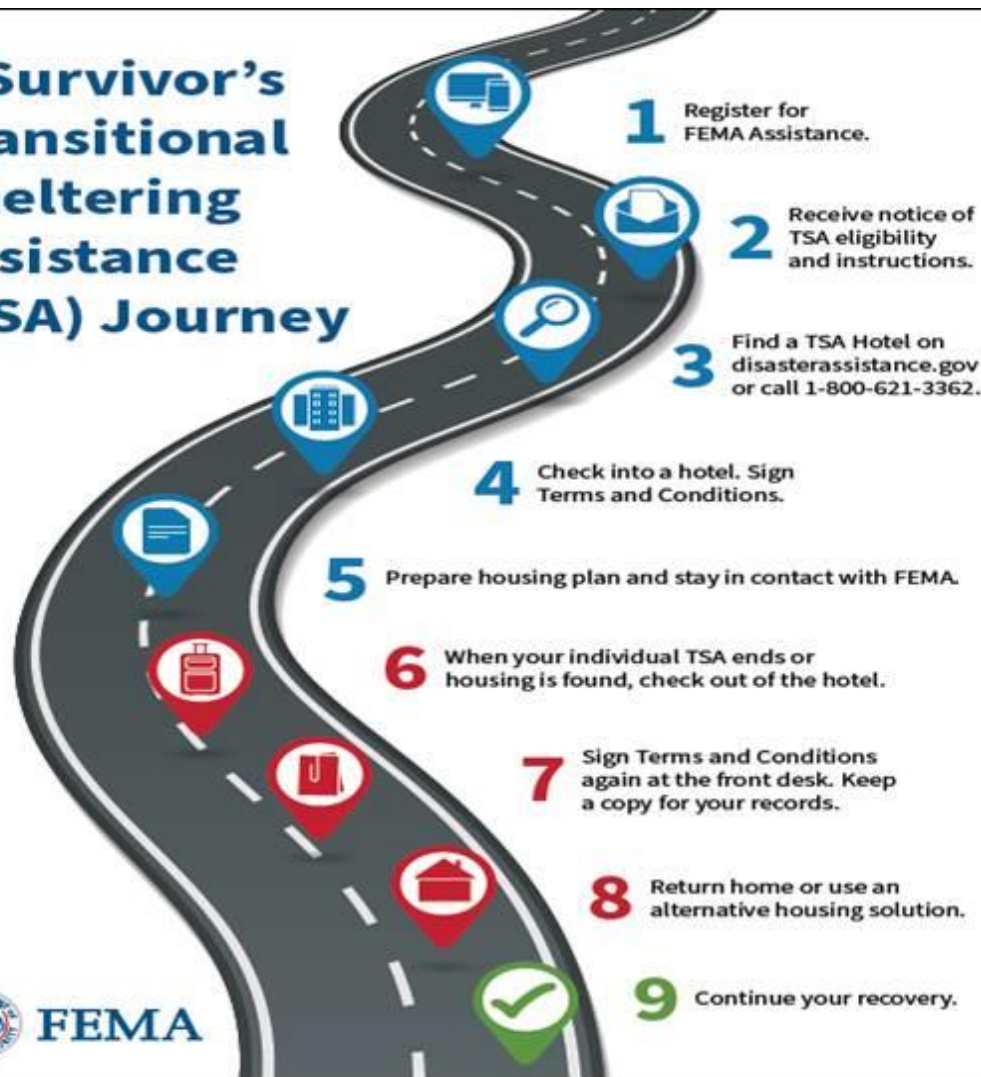 Survivor's
ansitional
eltering
sistance
SA) Journey
1 Register for
FEMA Assistance.
2 Receive notice of
TSA eligibility
and instructions.
3 Find a TSA Hotel on
disasterassistance.gov
or call 1-800-621-3362.
4 Check into a hotel. Sign
Terms and Conditions.
5 Prepare housing plan and stay in contact with FEMA.
6 When your individual TSA ends or
housing is found, check out of the hotel.
7 Sign Terms and Conditions
again at the front desk. Keep
a copy for your records.
8 Return home or use an
alternative housing solution.
9 Continue your recovery.
FEMA